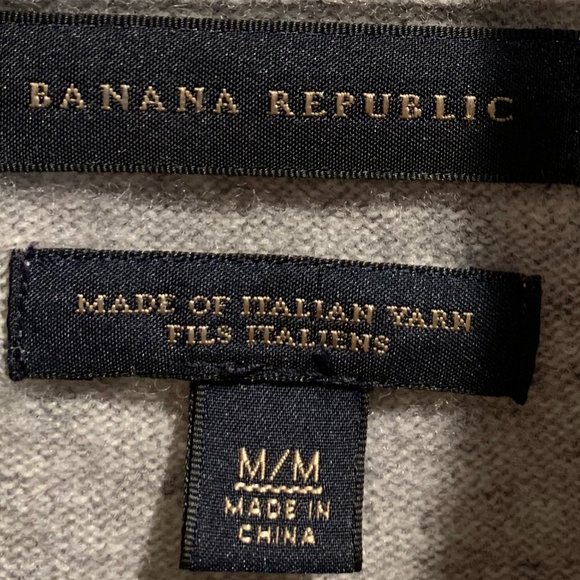 BANANA REPUBLIC
MADE OF ITALIAN YARN
FILS ITALIENS
M/M
MADE IN
CHINA